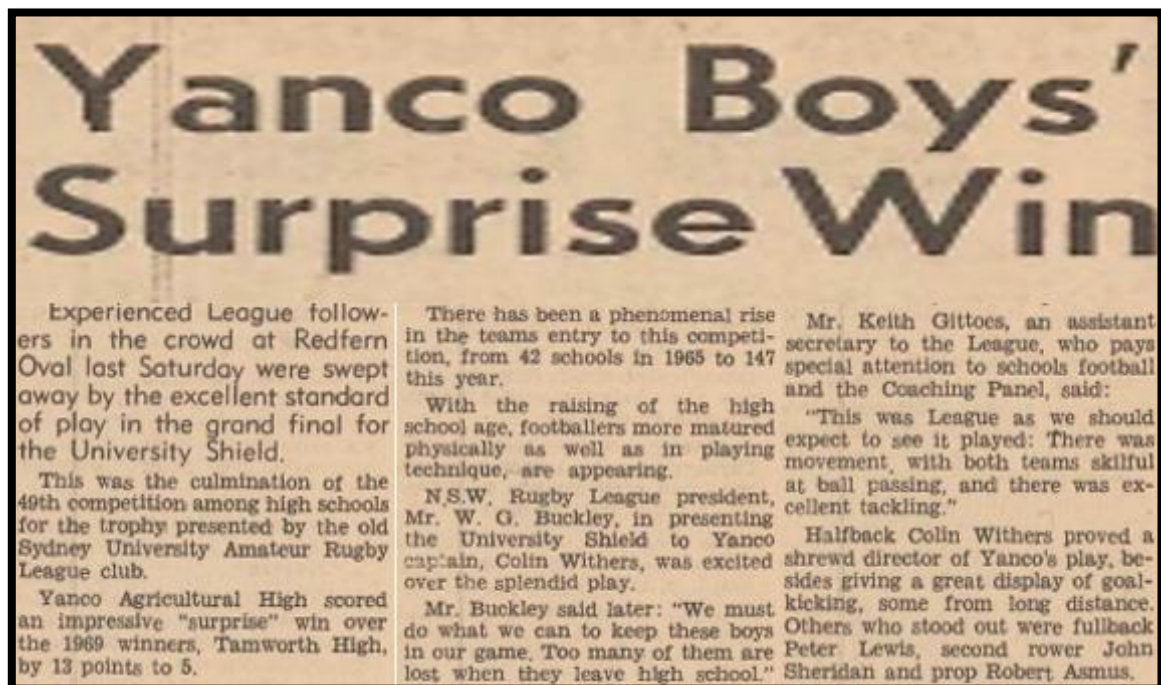 Yanco Boys'
Surprise Win
Experienced League follow-
ers in the crowd at Redfern
Oval last Saturday were swept
away by the excellent standard
of play in the grand final for
the University Shield.
This was the culmination of the
49th competition among high schools
for the trophy presented by the old
Sydney University Amateur Rugby
League club.
Yanco Agricultural High scored
an impressive "surprise" win over
the 1969 winners, Tamworth High,
by 13 points to 5.
There has been a phenomenal rise
in the teams entry to this competi-
tion, from 42 schools in 1965 to 147
this year.
With the raising of the high
school age, footballers more matured
physically as well as in playing
technique, are appearing.
N.S.W. Rugby League president,
Mr. W. G. Buckley, in presenting
the University Shield to Yanco
captain, Colin Withers, was excited
over the splendid play.
Mr. Buckley said later: "We must
do what we can to keep these boys
in our game. Too many of them are
lost when they leave high school."
Mr. Keith Gittoes, an assistant
secretary to the League, who pays
special attention to schools football
and the Coaching Panel, said:
"This was League as we should
expect to see it played: There was
movement, with both teams skilful
at ball passing, and there was ex-
cellent tackling."
Halfback Colin Withers proved a
shrewd director of Yanco's play, be-
sides giving a great display of goal-
kicking, some from long distance.
Others who stood out were fullback
Peter Lewis, second rower John
Sheridan and prop Robert Asmus.